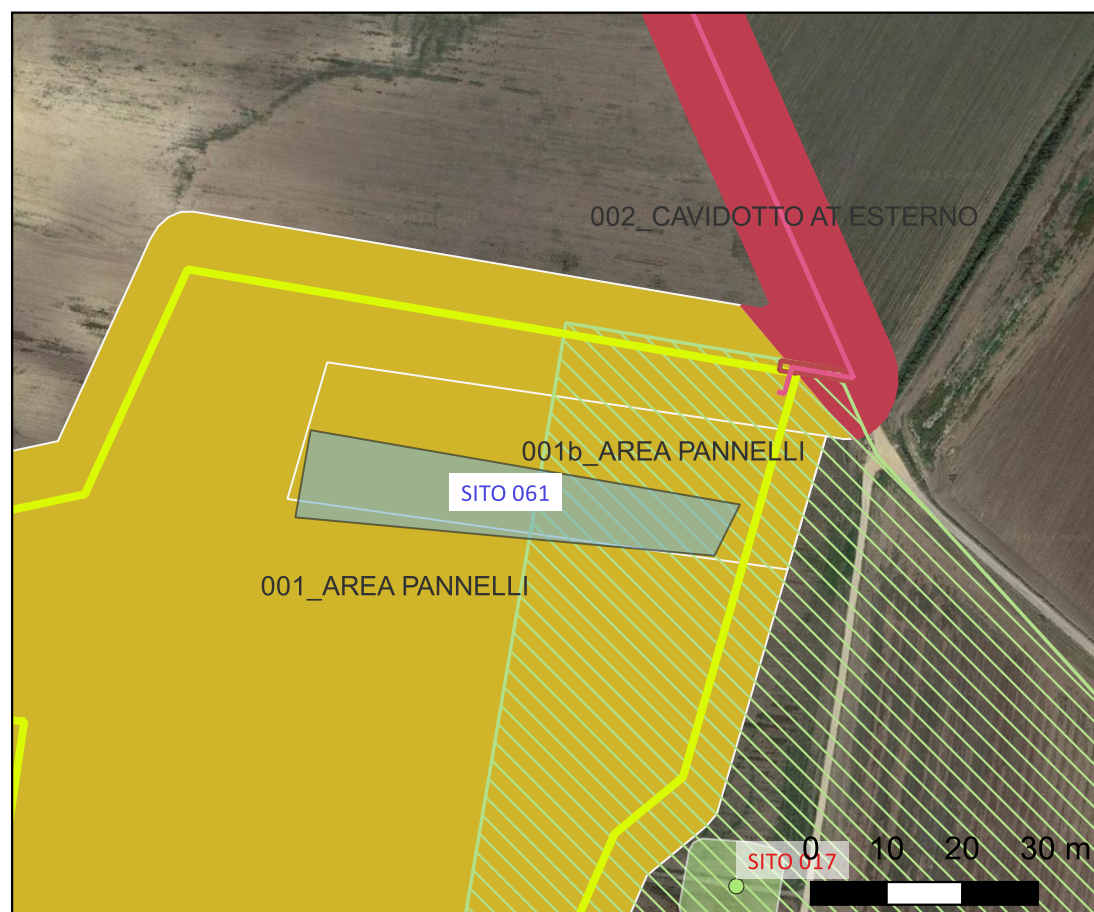 002_CAVIDOTTO AT ESTERNO
001b_AREA PANNELLI
SITO 061
001_AREA PANNELLI
SITO 017
0 10 20 30 m